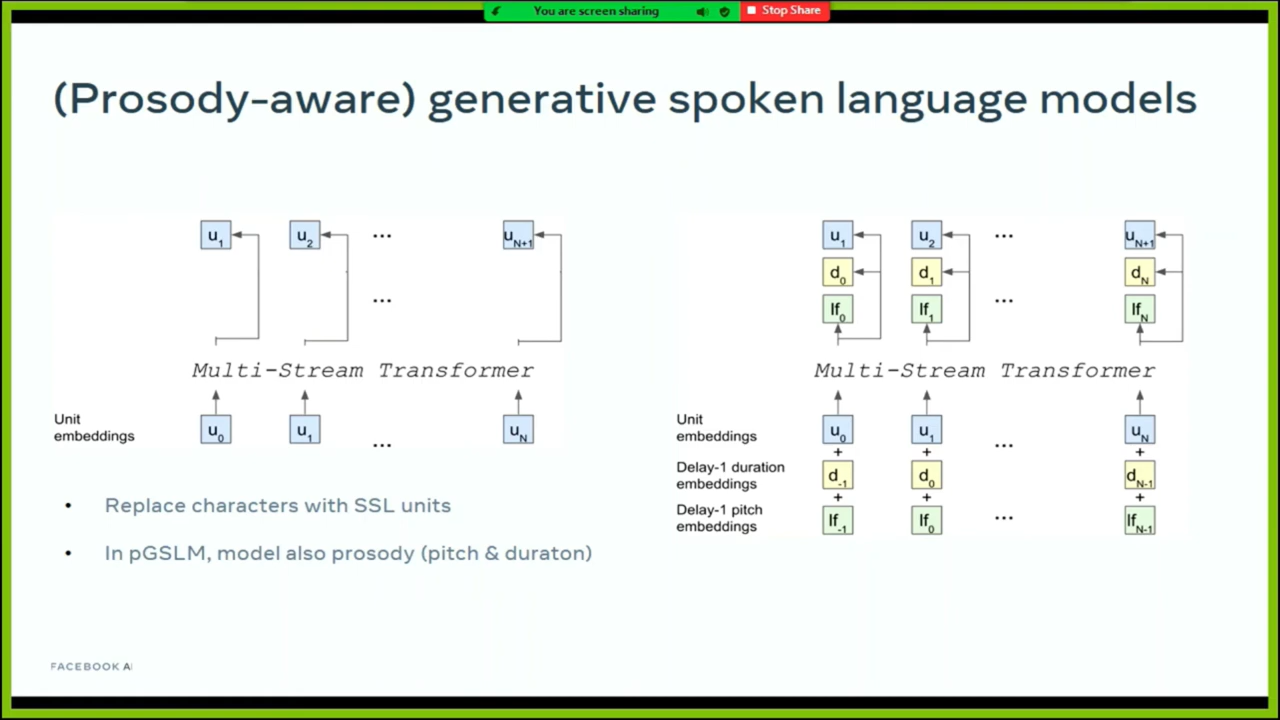 You are screen sharing
Stop Share
(Prosody-aware) generative spoken language models
u1 u2 ... uN+1
...
Multi-Stream Transformer
Unit
embeddings
u0 u1 ... uN
• Replace characters with SSL units
• In pGSLM, model also prosody (pitch & duraton)
u1 u2 ... uN+1
d0 d1 dN
lf0 lf1 ... lfN
Multi-Stream Transformer
Unit
embeddings
u0 u1 ... uN
+ + +
Delay-1 duration
embeddings
d-1 d0 dN-1
+ + +
Delay-1 pitch
embeddings
lf-1 lf0 ... lfN-1
FACEBOOK AI